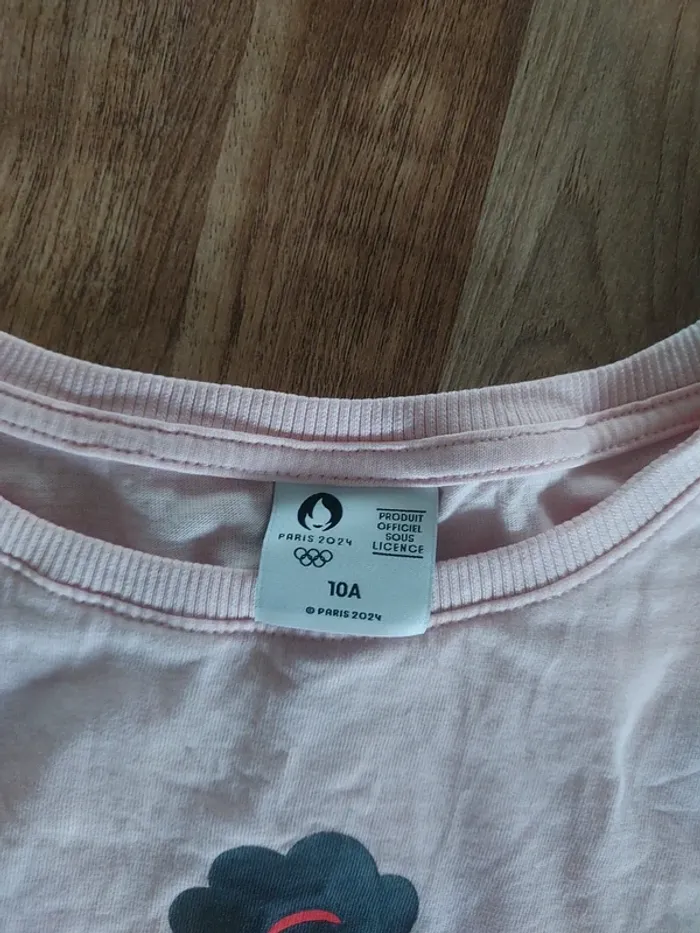 PARIS 2024
PRODUIT
OFFICIEL
SOUS
LICENCE
10A
© PARIS 2024